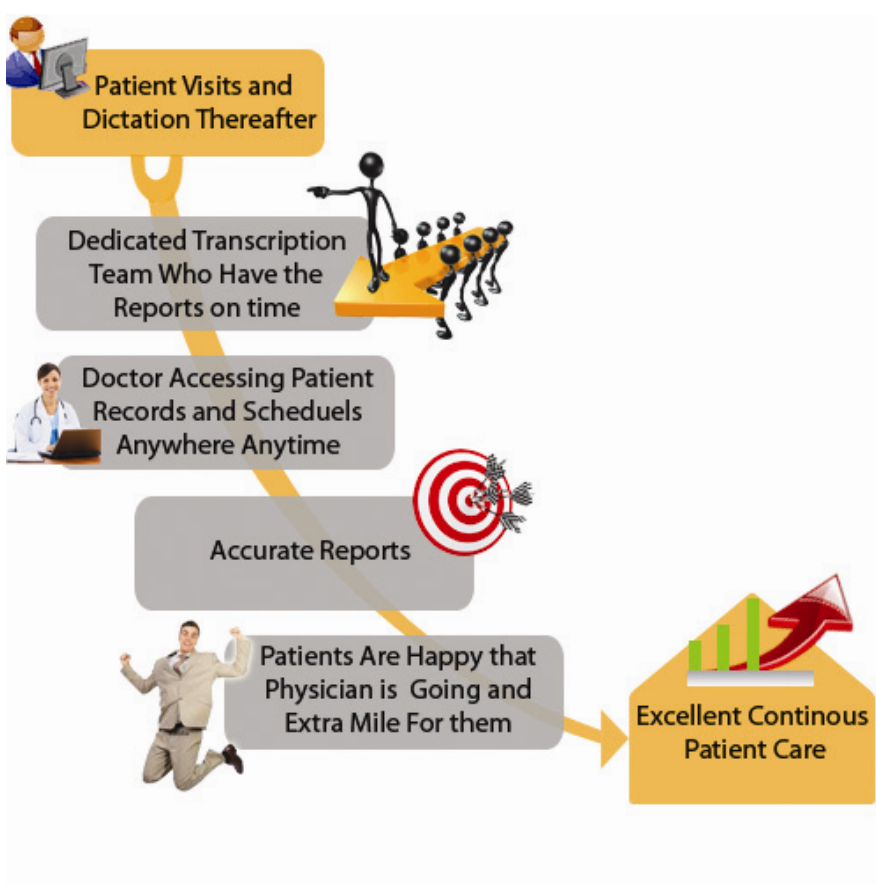 Patient Visits and
Dictation Thereafter
Dedicated Transcription
Team Who Have the
Reports on time
Doctor Accessing Patient
Records and Scheduels
Anywhere Anytime
Accurate Reports
Patients Are Happy that
Physician is Going and
Extra Mile For them
Excellent Continous
Patient Care